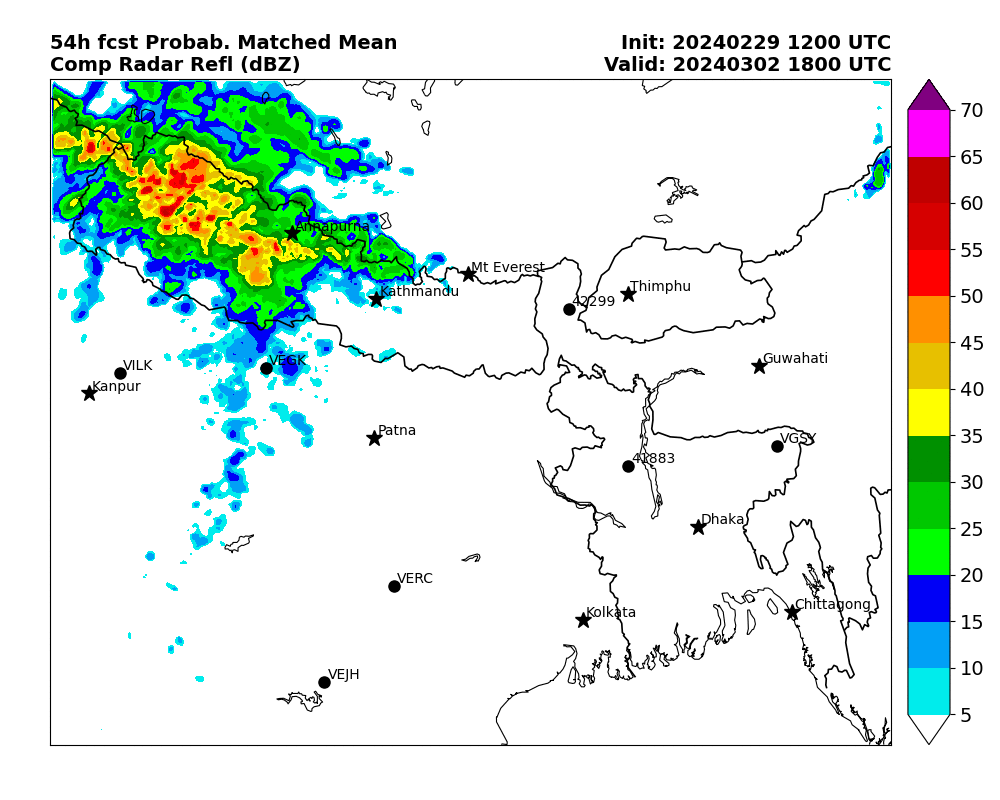 54h fcst Probab. Matched Mean
Comp Radar Refl (dBZ)
Init: 20240229 1200 UTC
Valid: 20240302 1800 UTC
Annapurna
Mt Everest
Kathmandu
42299
Thimphu
VILK
VEGK
Kanpur
Guwahati
Patna
VGSY
41883
Dhaka
VERC
Kolkata
Chittagong
VEJH
70
65
60
55
50
45
40
35
30
25
20
15
10
5